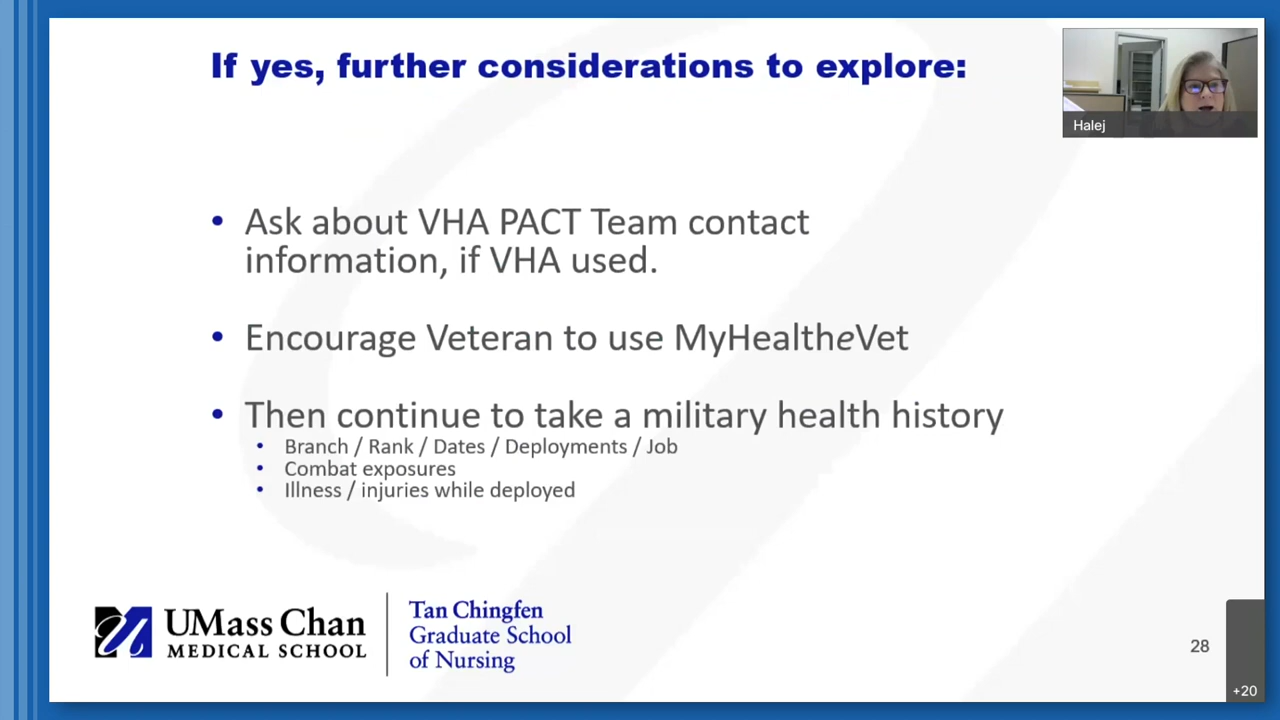 If yes, further considerations to explore:
Halej
• Ask about VHA PACT Team contact
information, if VHA used.
• Encourage Veteran to use MyHealtheVet
• Then continue to take a military health history
• Branch / Rank / Dates / Deployments / Job
• Combat exposures
• Illness / injuries while deployed
UMass Chan
MEDICAL SCHOOL
Tan Chingfen
Graduate School
of Nursing
28
+20